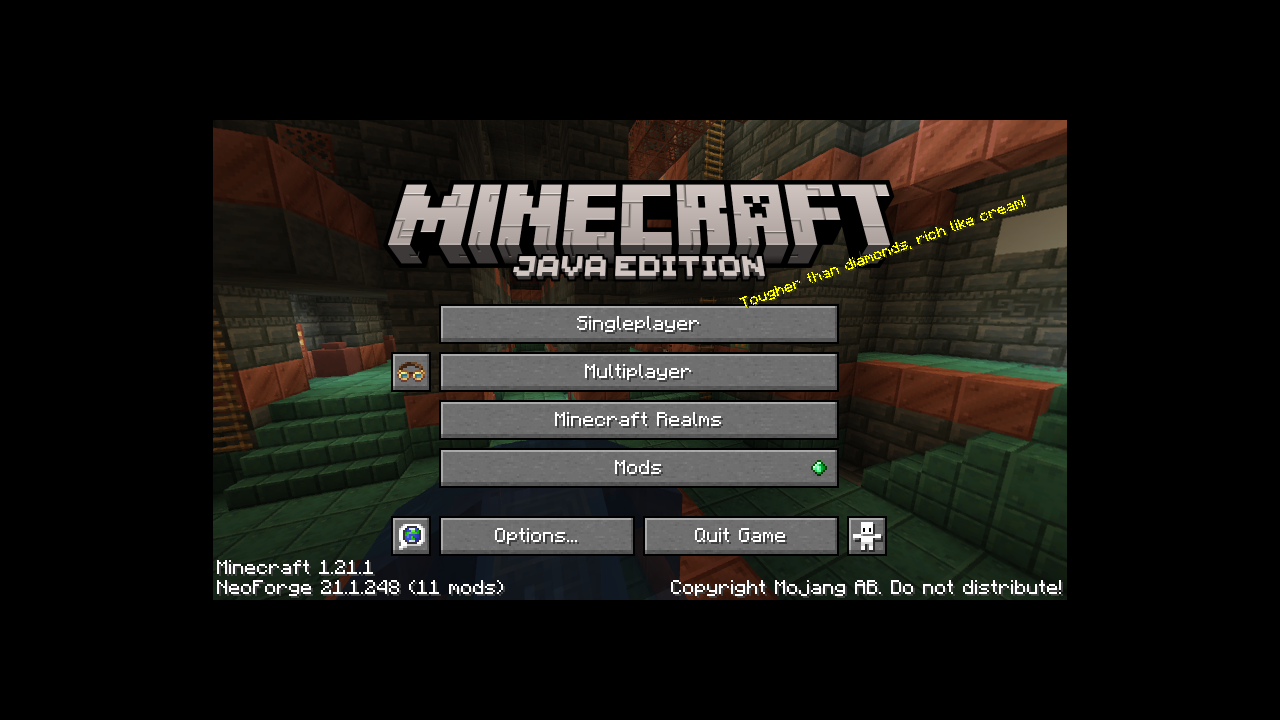 MINECRAFT
JAVA EDITION
Tougher than diamonds, rich like cream!
Singleplayer
Multiplayer
Minecraft Realms
Mods
Options...
Quit Game
Minecraft 1.21.1
NeoForge 21.1.248 (11 mods)
Copyright Mojang AB. Do not distribute!